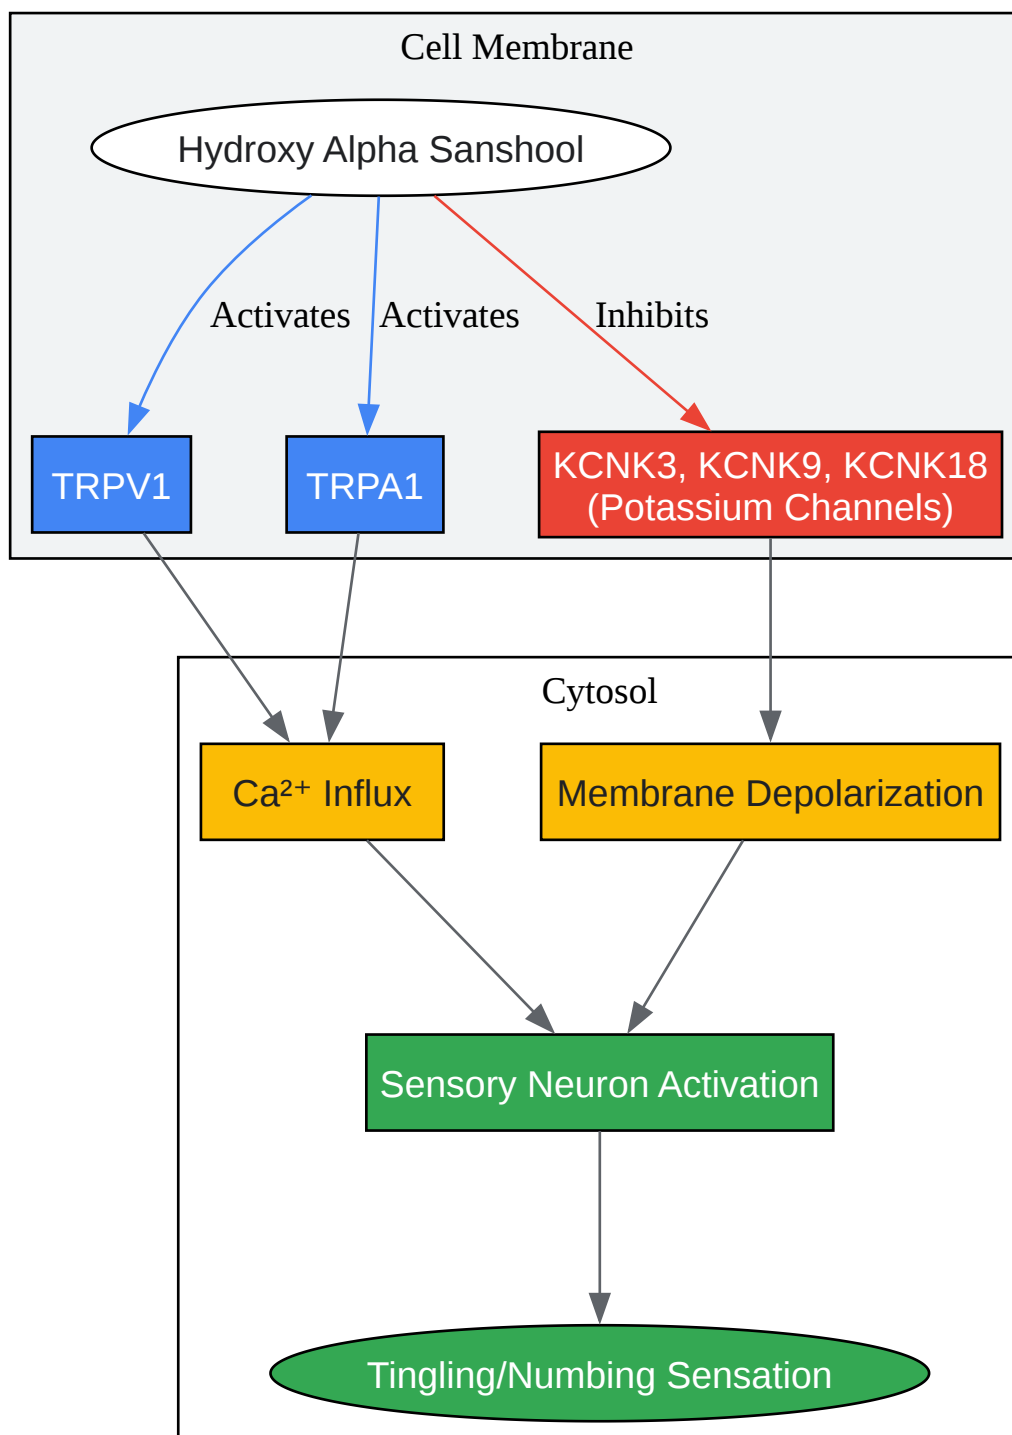 Cell Membrane
Hydroxy Alpha Sanshool
Activates
Activates
Inhibits
TRPV1
TRPA1
KCNK3, KCNK9, KCNK18
(Potassium Channels)
Cytosol
Ca²⁺ Influx
Membrane Depolarization
Sensory Neuron Activation
Tingling/Numbing Sensation